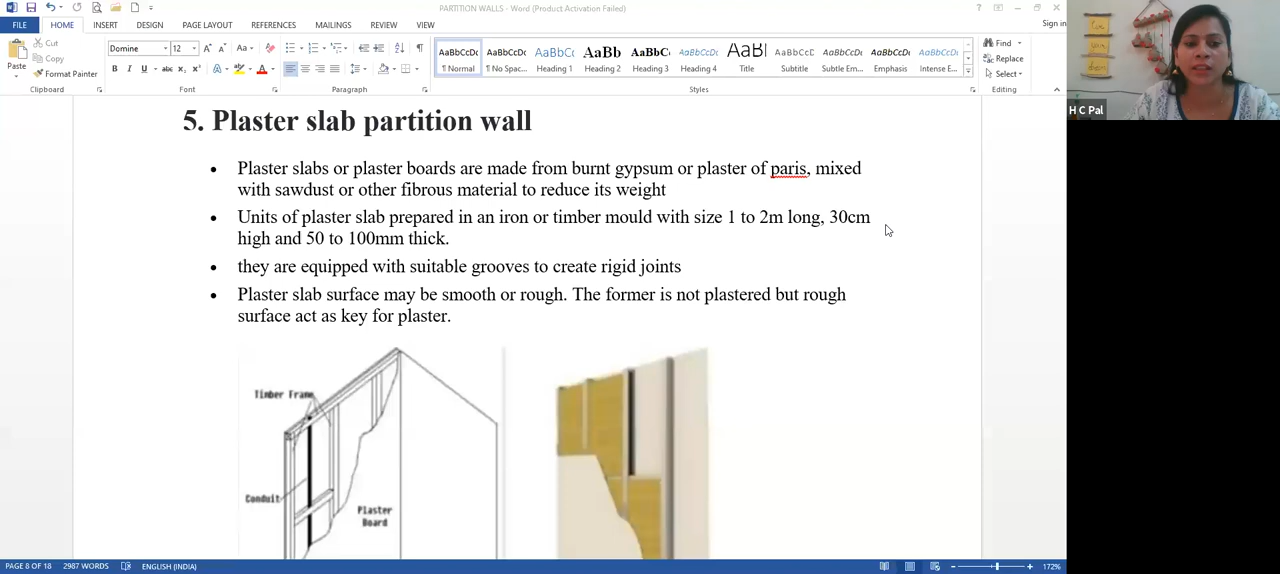 PARTITION WALLS - Word (Product Activation Failed)
FILE HOME INSERT DESIGN PAGE LAYOUT REFERENCES MAILINGS REVIEW VIEW Sign in
Paste
Cut
Copy
Format Painter
Clipboard
Domine 12
Font
Paragraph
AaBbCcDc AaBbCcDc AaBbCc AaBb AaBbC AaBbCcD AaBl AaBbCcD AaBbCcDc AaBbCcDc AaBbCcDc
¶ Normal ¶ No Spac... Heading 1 Heading 2 Heading 3 Heading 4 Title Subtitle Subtle Em... Emphasis Intense E...
Styles
Find
Replace
Select
Editing
H C Pal
5. Plaster slab partition wall
• Plaster slabs or plaster boards are made from burnt gypsum or plaster of paris, mixed
with sawdust or other fibrous material to reduce its weight
• Units of plaster slab prepared in an iron or timber mould with size 1 to 2m long, 30cm
high and 50 to 100mm thick.
• they are equipped with suitable grooves to create rigid joints
• Plaster slab surface may be smooth or rough. The former is not plastered but rough
surface act as key for plaster.
Timber Frame
Conduit
Plaster
Board
PAGE 8 OF 18 2987 WORDS ENGLISH (INDIA) 172%